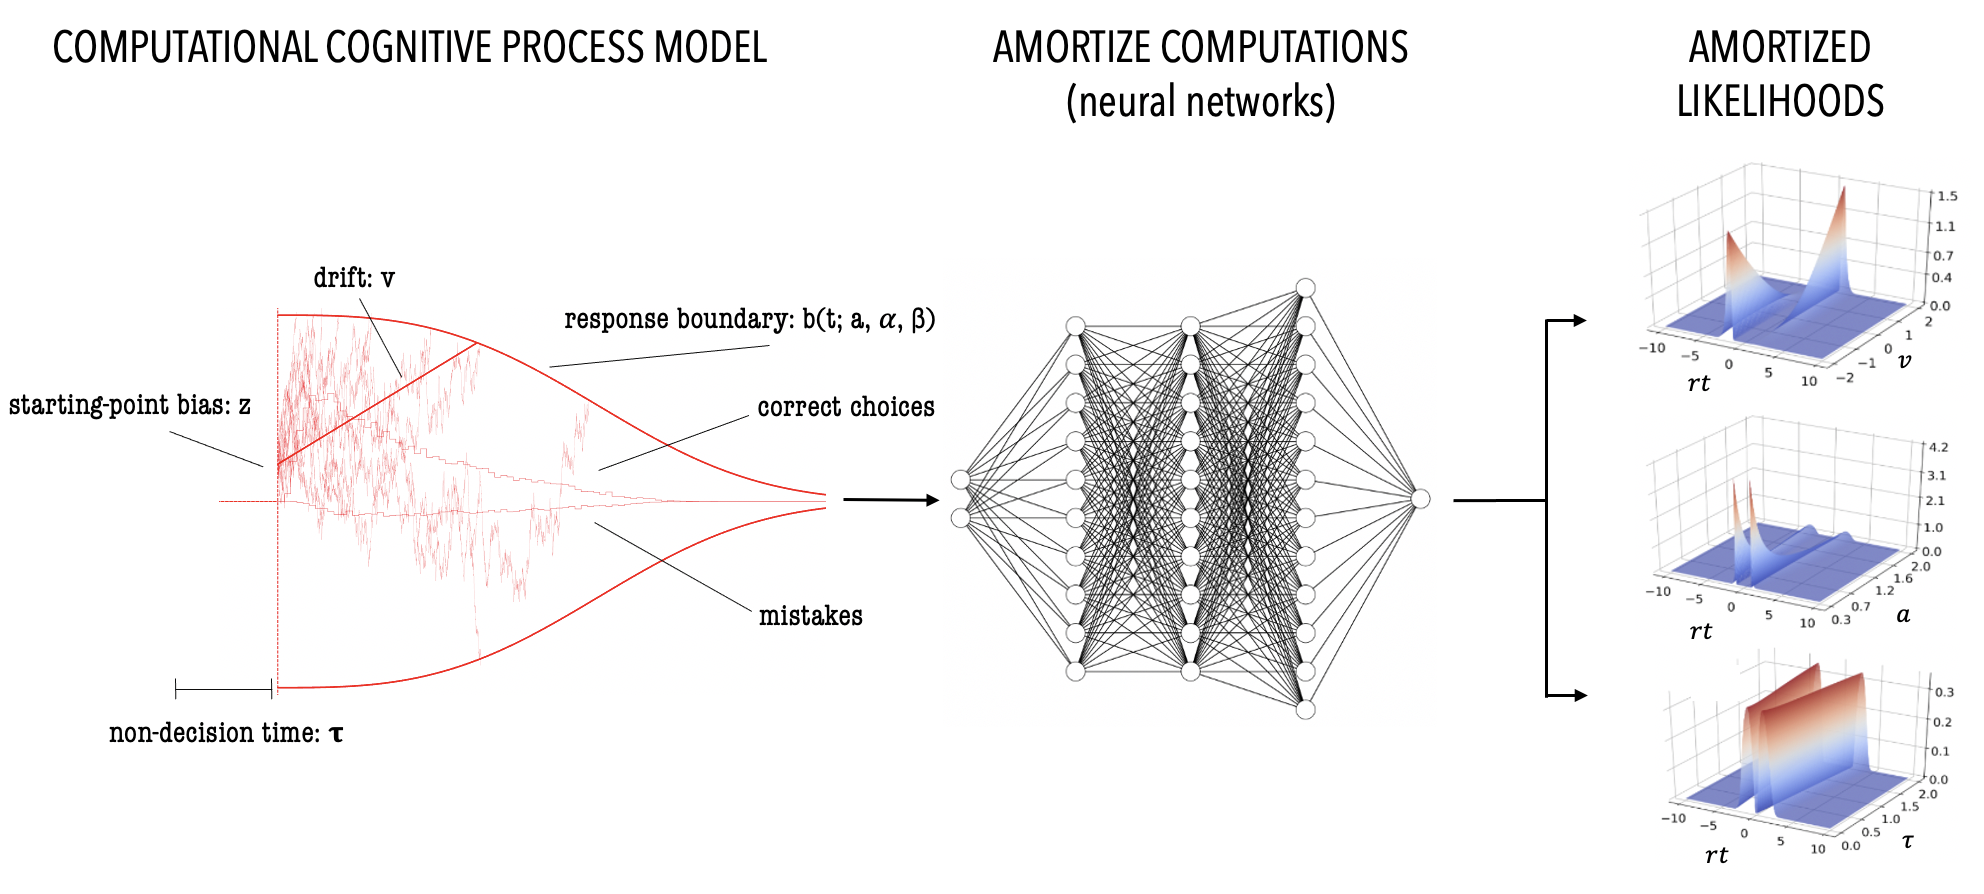 COMPUTATIONAL COGNITIVE PROCESS MODEL
AMORTIZE COMPUTATIONS
(neural networks)
AMORTIZED
LIKELIHOODS
drift: v
response boundary: b(t; a, α, β)
starting-point bias: z
correct choices
mistakes
non-decision time: τ
1.5
1.1
0.7
0.4
0.0
2
1
0
−1
−2
v
−10
−5
0
5
10
rt
4.2
3.1
2.1
1.0
0.0
2.0
1.6
1.2
0.7
0.3
a
−10
−5
0
5
10
rt
0.3
0.2
0.1
0.0
2.0
1.5
1.0
0.5
0.0
τ
−10
−5
0
5
10
rt